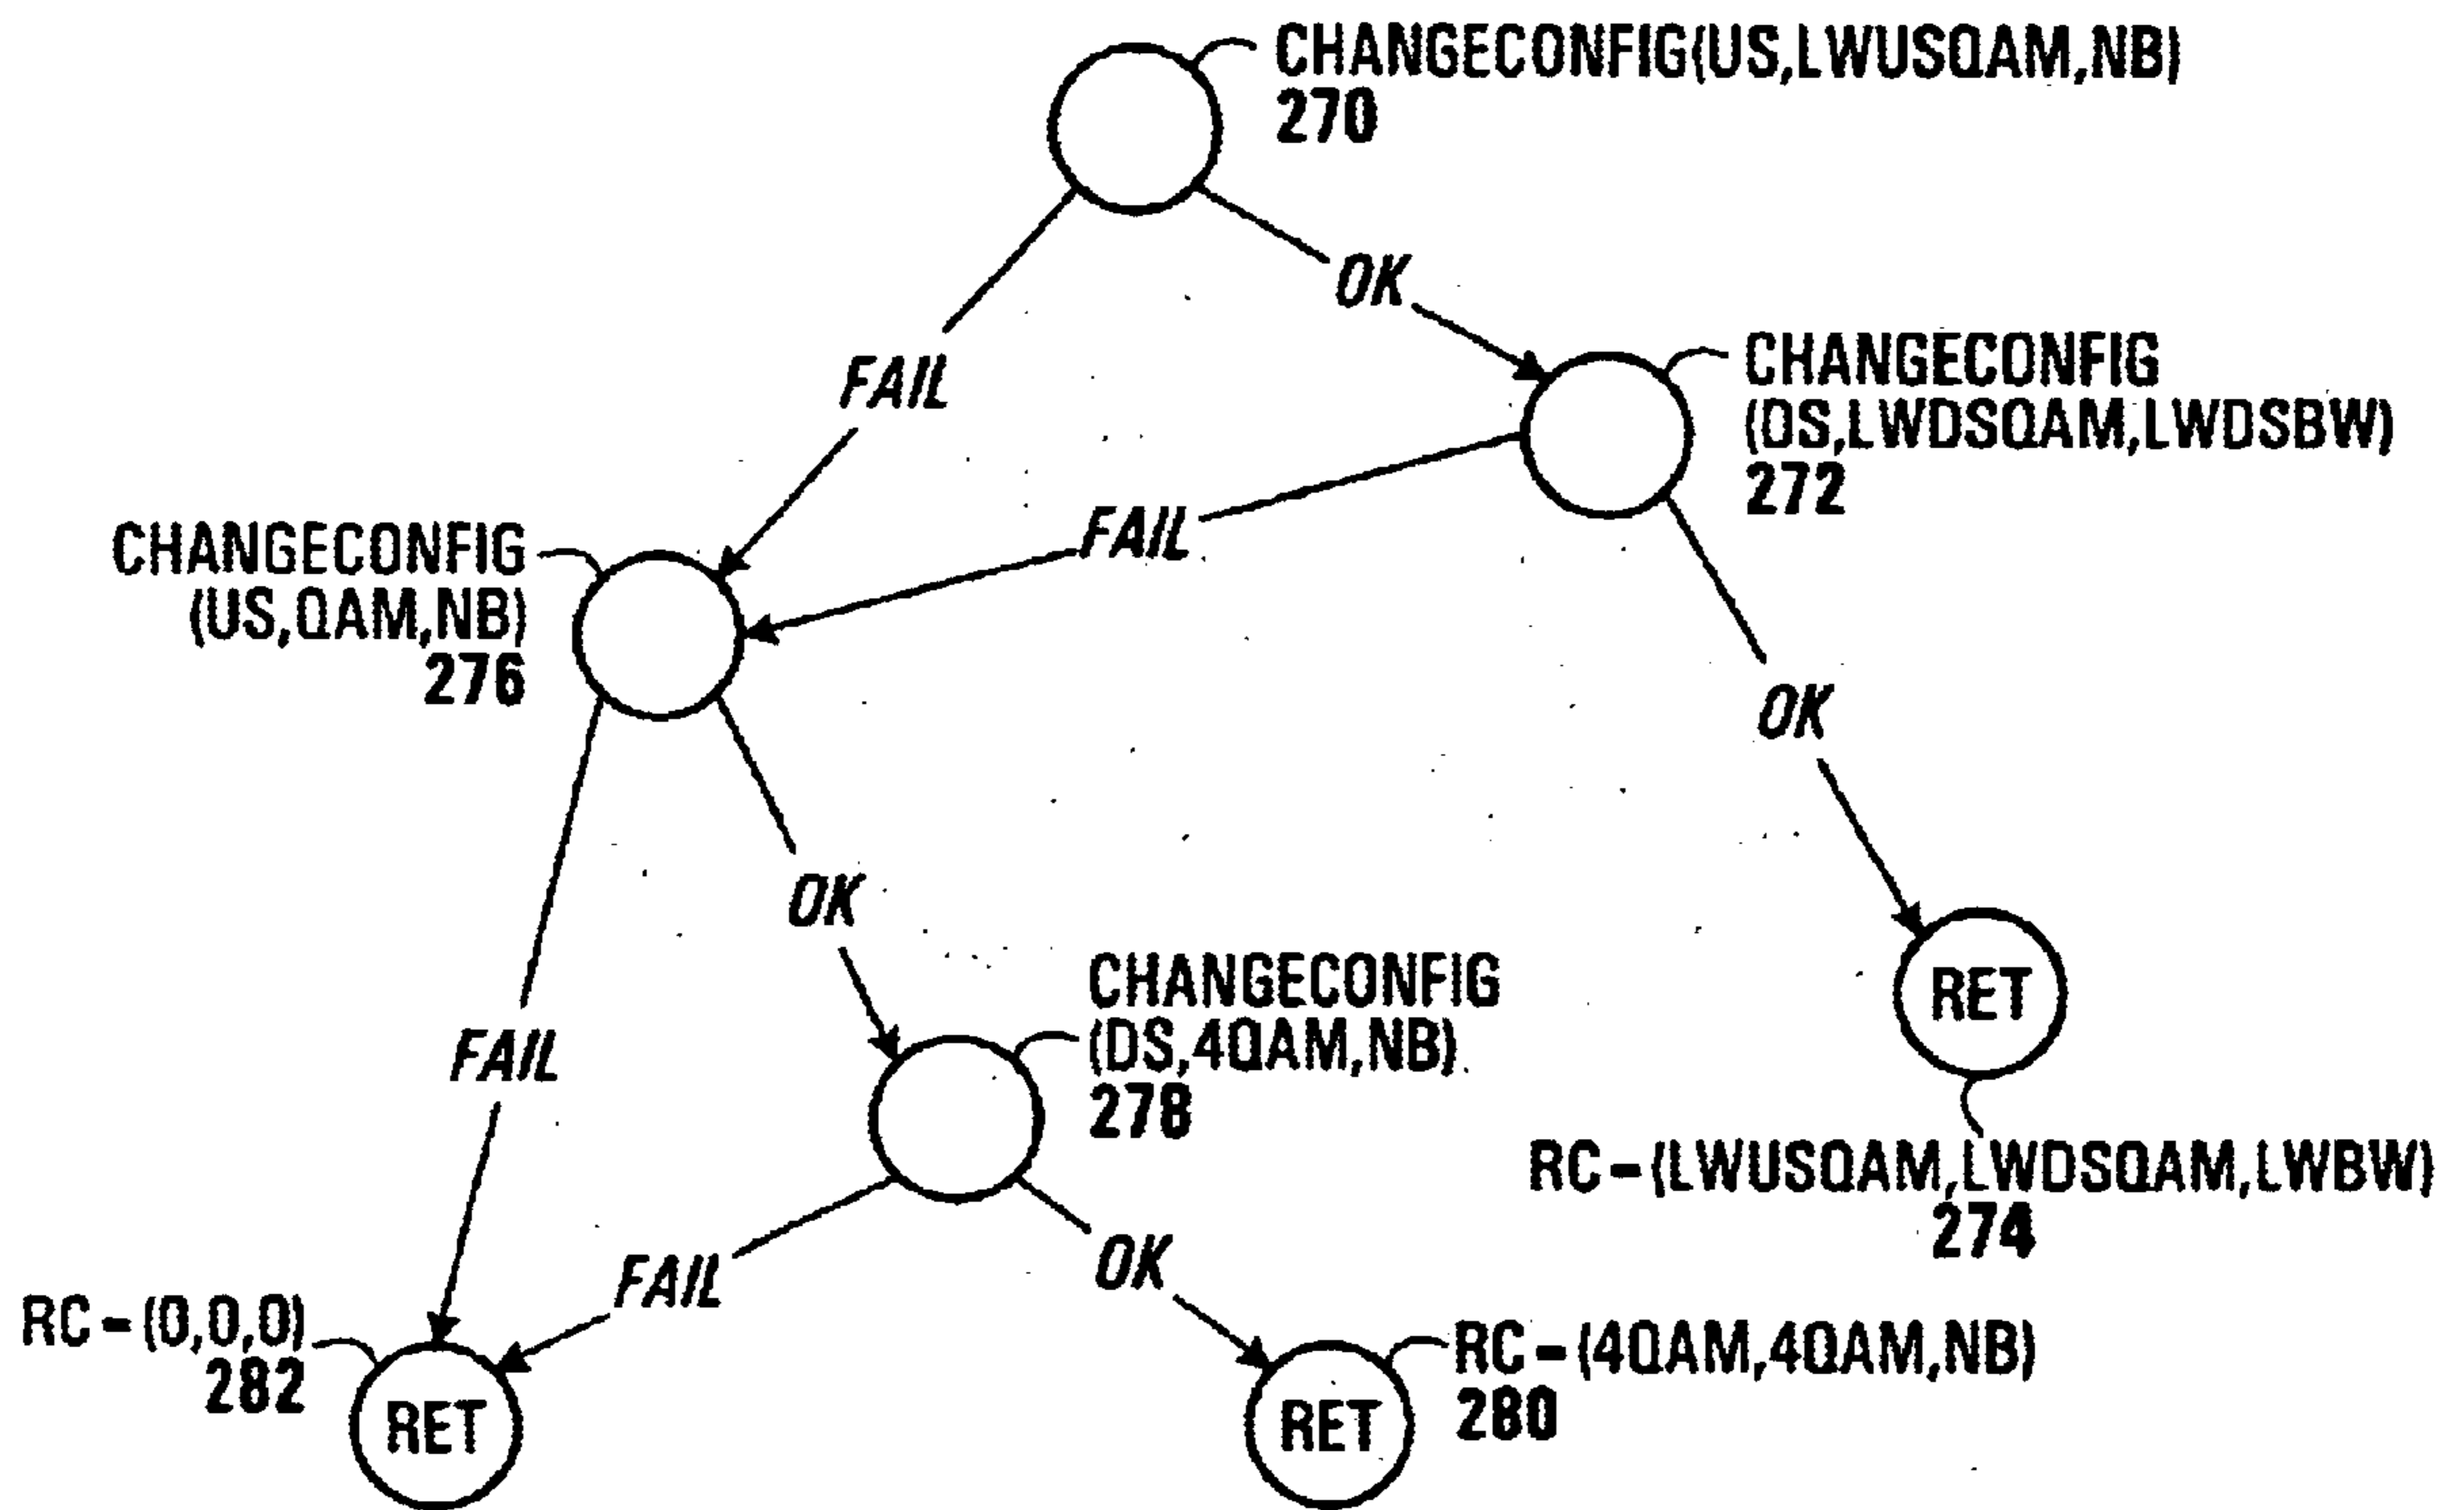 CHANGECONFIG(US,LWUSQAM,NB)
270
OK
FAIL
CHANGECONFIG
(DS,LWDSQAM,LWDSBW)
272
FAIL
CHANGECONFIG
(US,QAM,NB)
276
OK
OK
CHANGECONFIG
(DS,4QAM,NB)
278
RET
FAIL
RC-(LWUSQAM,LWDSQAM,LWBW)
274
OK
FAIL
RC-(0,0,0)
282
RET
RET
RC-(4QAM,4QAM,NB)
280